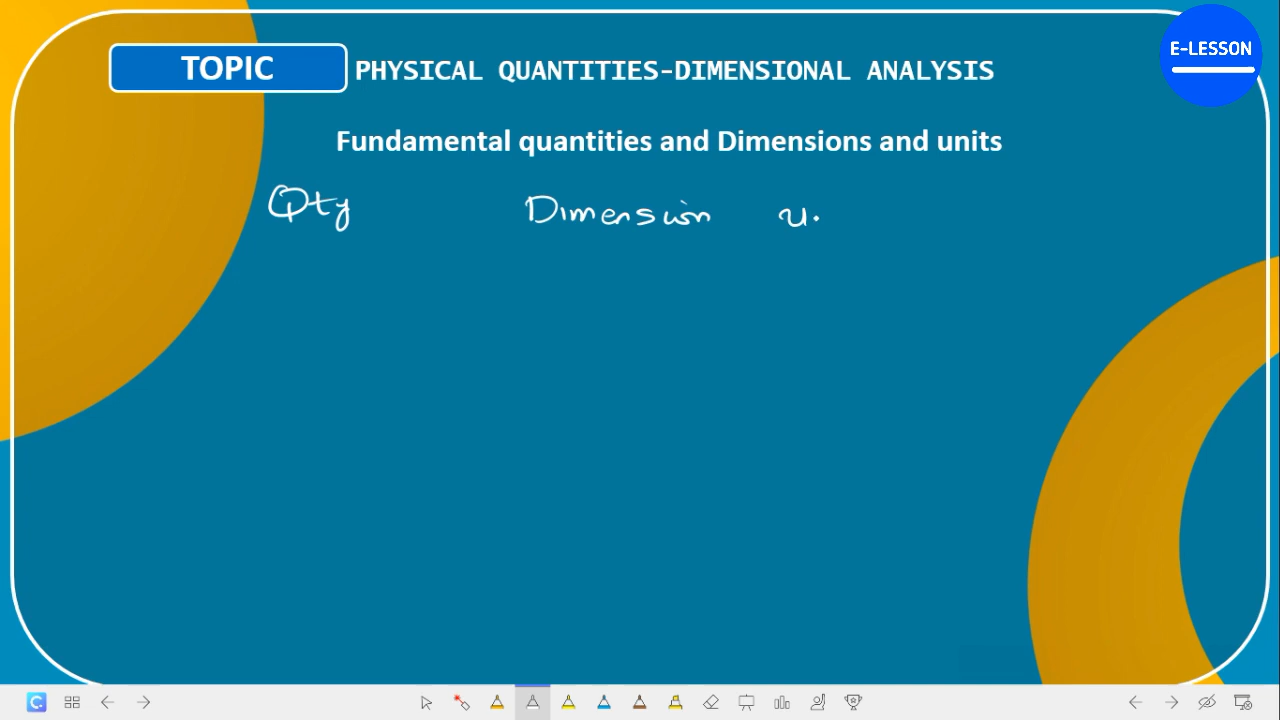 E-LESSON
TOPIC PHYSICAL QUANTITIES-DIMENSIONAL ANALYSIS
Fundamental quantities and Dimensions and units
Qty Dimension u.